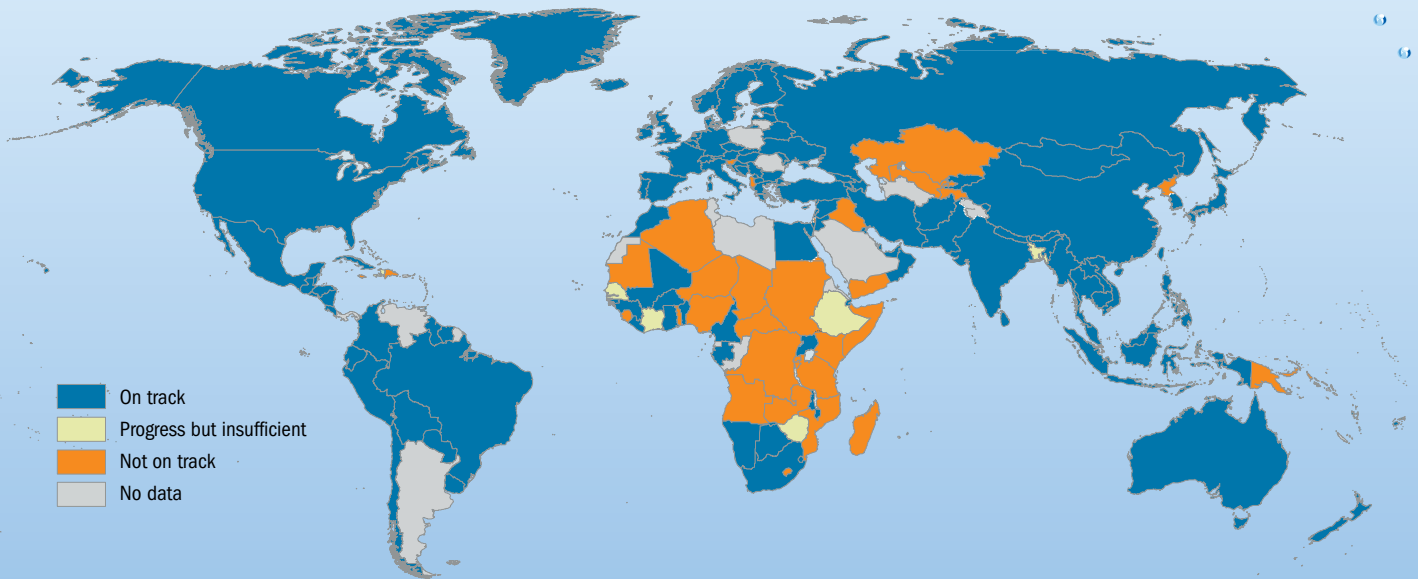 On track
Progress but insufficient
Not on track
No data